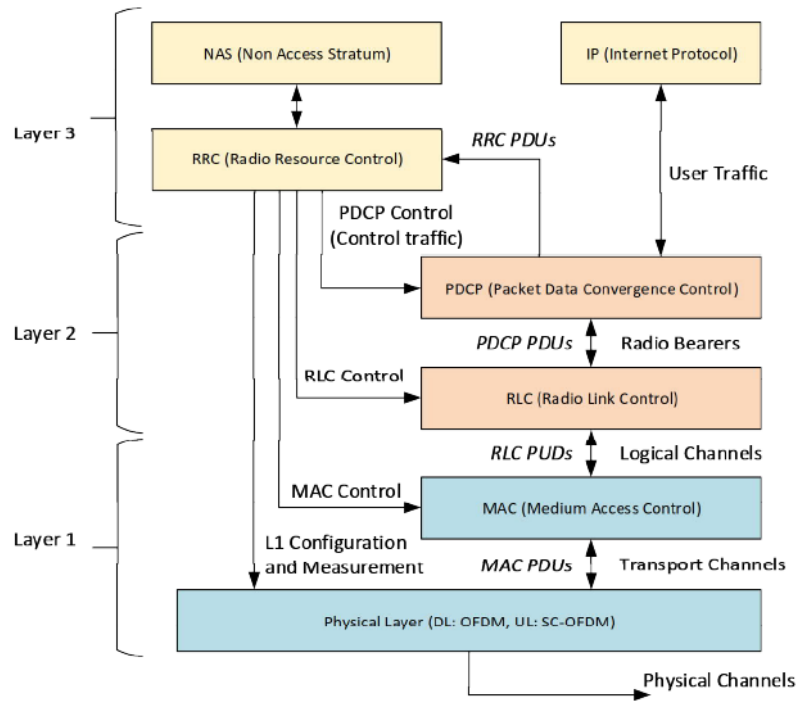 NAS (Non Access Stratum)
IP (Internet Protocol)
Layer 3
RRC (Radio Resource Control)
RRC PDUs
User Traffic
PDCP Control
(Control traffic)
PDCP (Packet Data Convergence Control)
Layer 2
PDCP PDUs
Radio Bearers
RLC Control
RLC (Radio Link Control)
RLC PUDs
Logical Channels
MAC Control
MAC (Medium Access Control)
Layer 1
L1 Configuration
and Measurement
MAC PDUs
Transport Channels
Physical Layer (DL: OFDM, UL: SC-OFDM)
Physical Channels